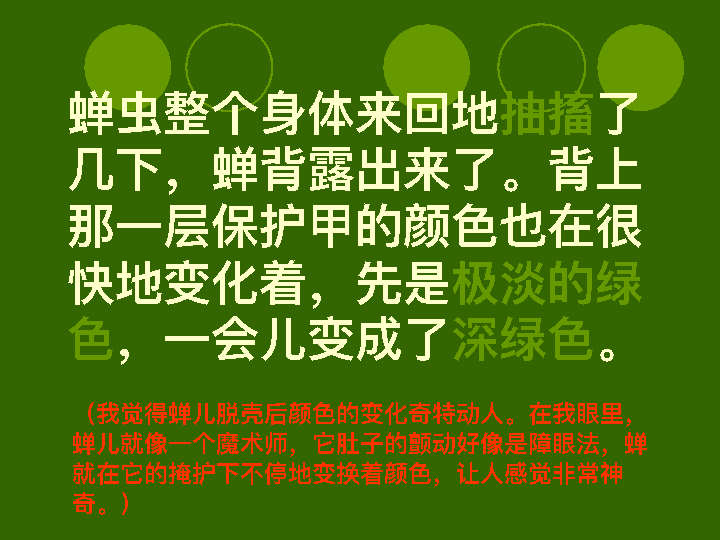 蝉虫整个身体来回地抽搐了
几下，蝉背露出来了。背上
那一层保护甲的颜色也在很
快地变化着，先是极淡的绿
色，一会儿变成了深绿色。
（我觉得蝉儿脱壳后颜色的变化奇特动人。在我眼里，
蝉儿就像一个魔术师，它肚子的颤动好像是障眼法，蝉
就在它的掩护下不停地变换着颜色，让人感觉非常神
奇。）